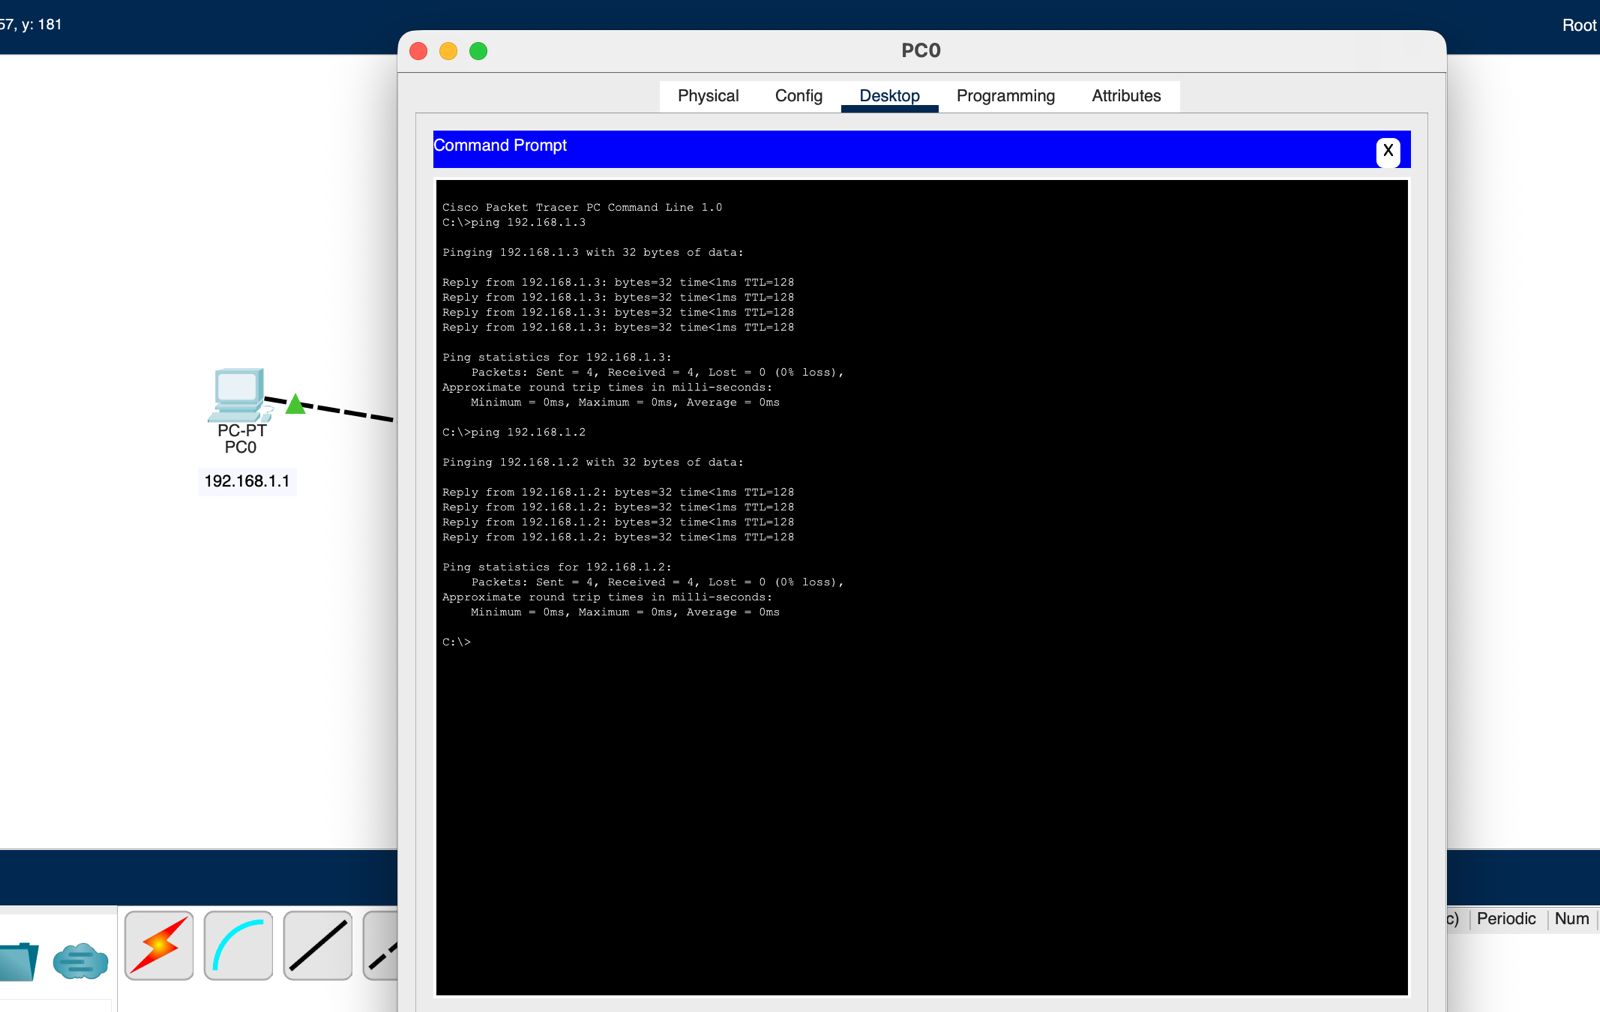 57, y: 181
Root
PC0
Physical Config Desktop Programming Attributes
Command Prompt
X
Cisco Packet Tracer PC Command Line 1.0
C:\>ping 192.168.1.3
Pinging 192.168.1.3 with 32 bytes of data:
Reply from 192.168.1.3: bytes=32 time<1ms TTL=128
Reply from 192.168.1.3: bytes=32 time<1ms TTL=128
Reply from 192.168.1.3: bytes=32 time<1ms TTL=128
Reply from 192.168.1.3: bytes=32 time<1ms TTL=128
Ping statistics for 192.168.1.3:
Packets: Sent = 4, Received = 4, Lost = 0 (0% loss),
Approximate round trip times in milli-seconds:
Minimum = 0ms, Maximum = 0ms, Average = 0ms
C:\>ping 192.168.1.2
Pinging 192.168.1.2 with 32 bytes of data:
Reply from 192.168.1.2: bytes=32 time<1ms TTL=128
Reply from 192.168.1.2: bytes=32 time<1ms TTL=128
Reply from 192.168.1.2: bytes=32 time<1ms TTL=128
Reply from 192.168.1.2: bytes=32 time<1ms TTL=128
Ping statistics for 192.168.1.2:
Packets: Sent = 4, Received = 4, Lost = 0 (0% loss),
Approximate round trip times in milli-seconds:
Minimum = 0ms, Maximum = 0ms, Average = 0ms
C:\>
PC-PT
PC0
192.168.1.1
c) Periodic Num